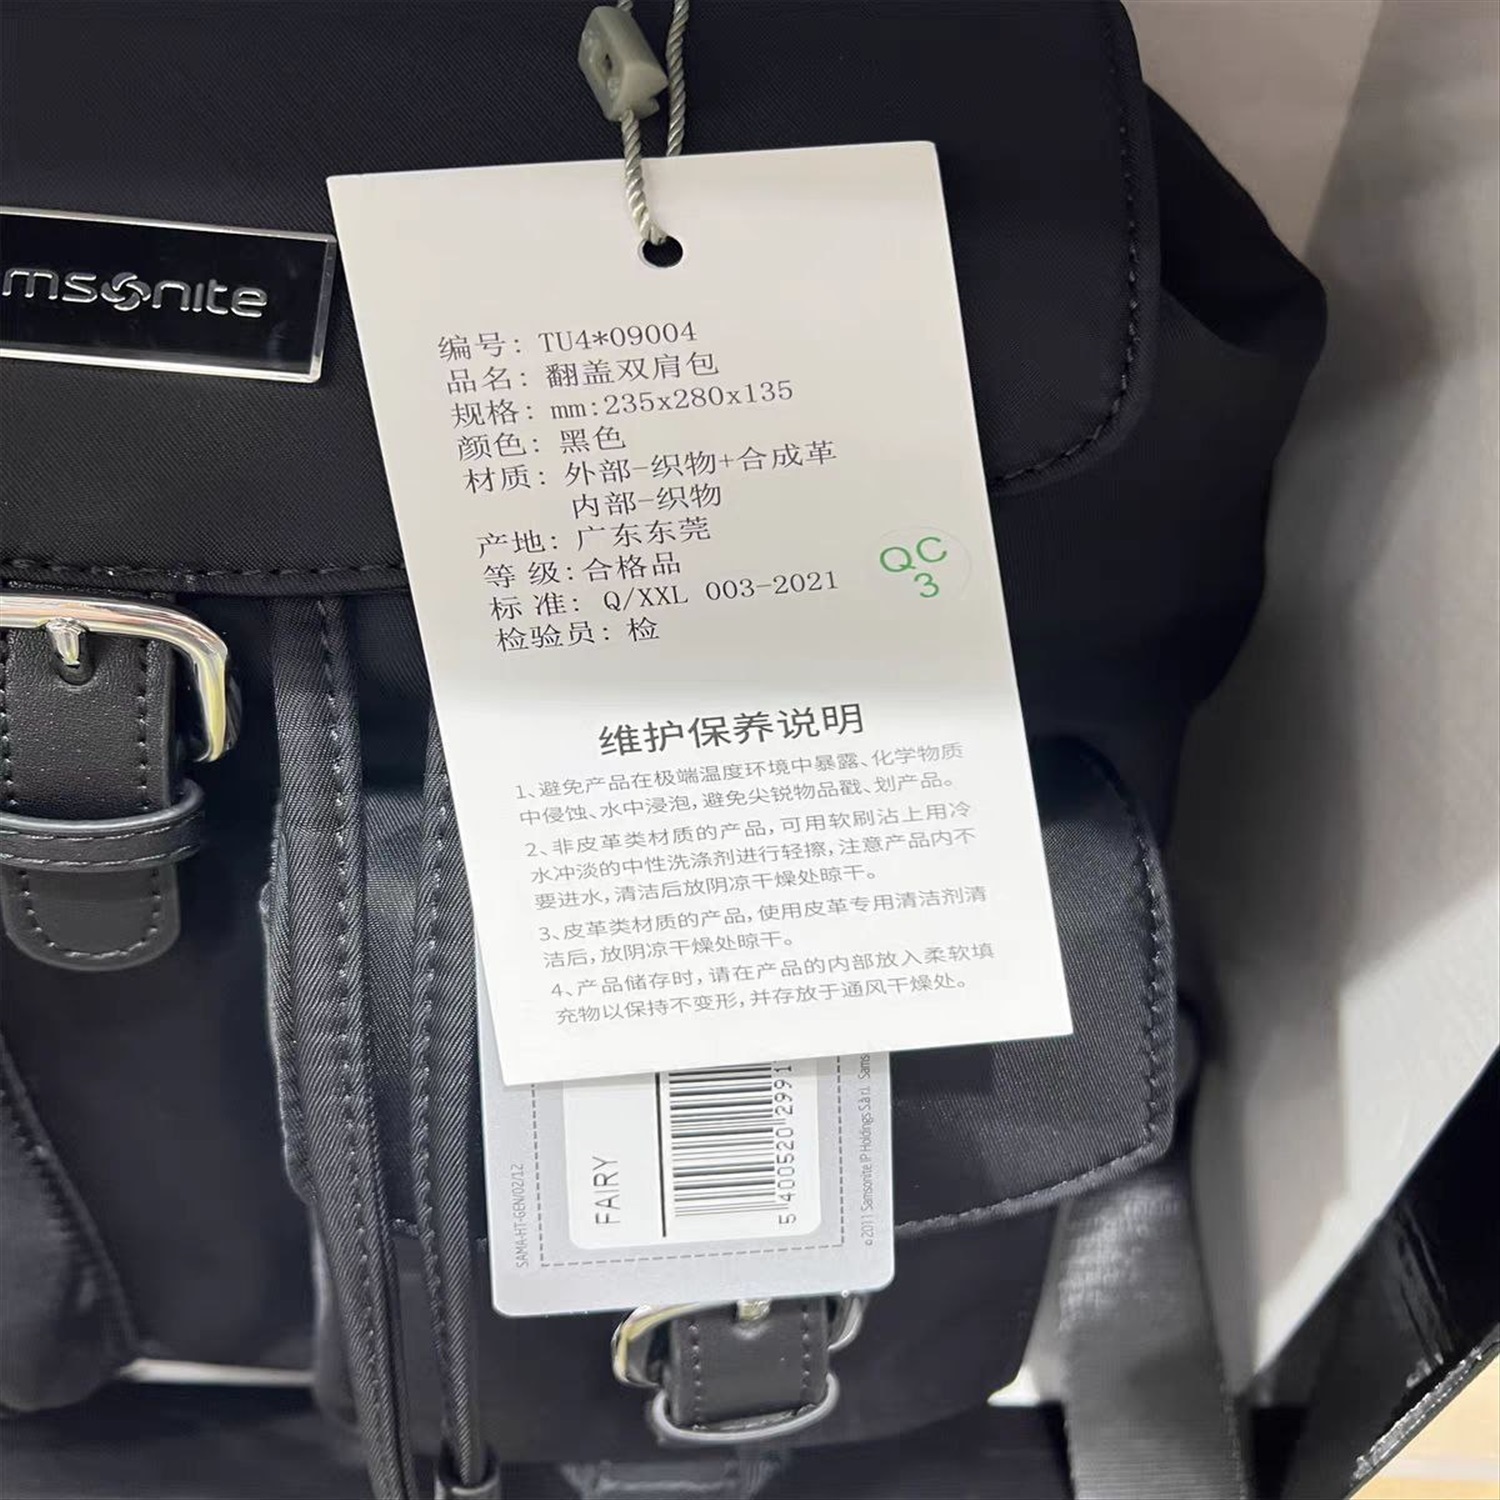 msonite
编号: TU4*09004
品名: 翻盖双肩包
规格: mm:235x280x135
颜色: 黑色
材质: 外部-织物+合成革
内部-织物
产地: 广东东莞
等 级: 合格品
标 准: Q/XXL 003-2021
检验员: 检
QC
3
维护保养说明
1、避免产品在极端温度环境中暴露、化学物质
中侵蚀、水中浸泡,避免尖锐物品戳、划产品。
2、非皮革类材质的产品,可用软刷沾上用冷
水冲淡的中性洗涤剂进行轻擦,注意产品内不
要进水,清洁后放阴凉干燥处晾干。
3、皮革类材质的产品,使用皮革专用清洁剂清
洁后,放阴凉干燥处晾干。
4、产品储存时,请在产品的内部放入柔软填
充物以保持不变形,并存放于通风干燥处。
SAMA-HT-GEN/02/12
FAIRY
5 400520 2991
©2011 Samsonite IP Holdings S.à r.l. Sams